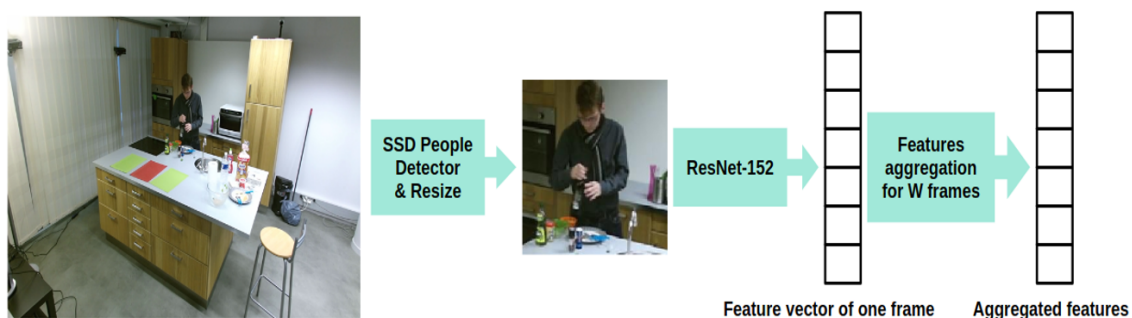 SSD People
Detector
& Resize
ResNet-152
Features
aggregation
for W frames
Feature vector of one frame
Aggregated features